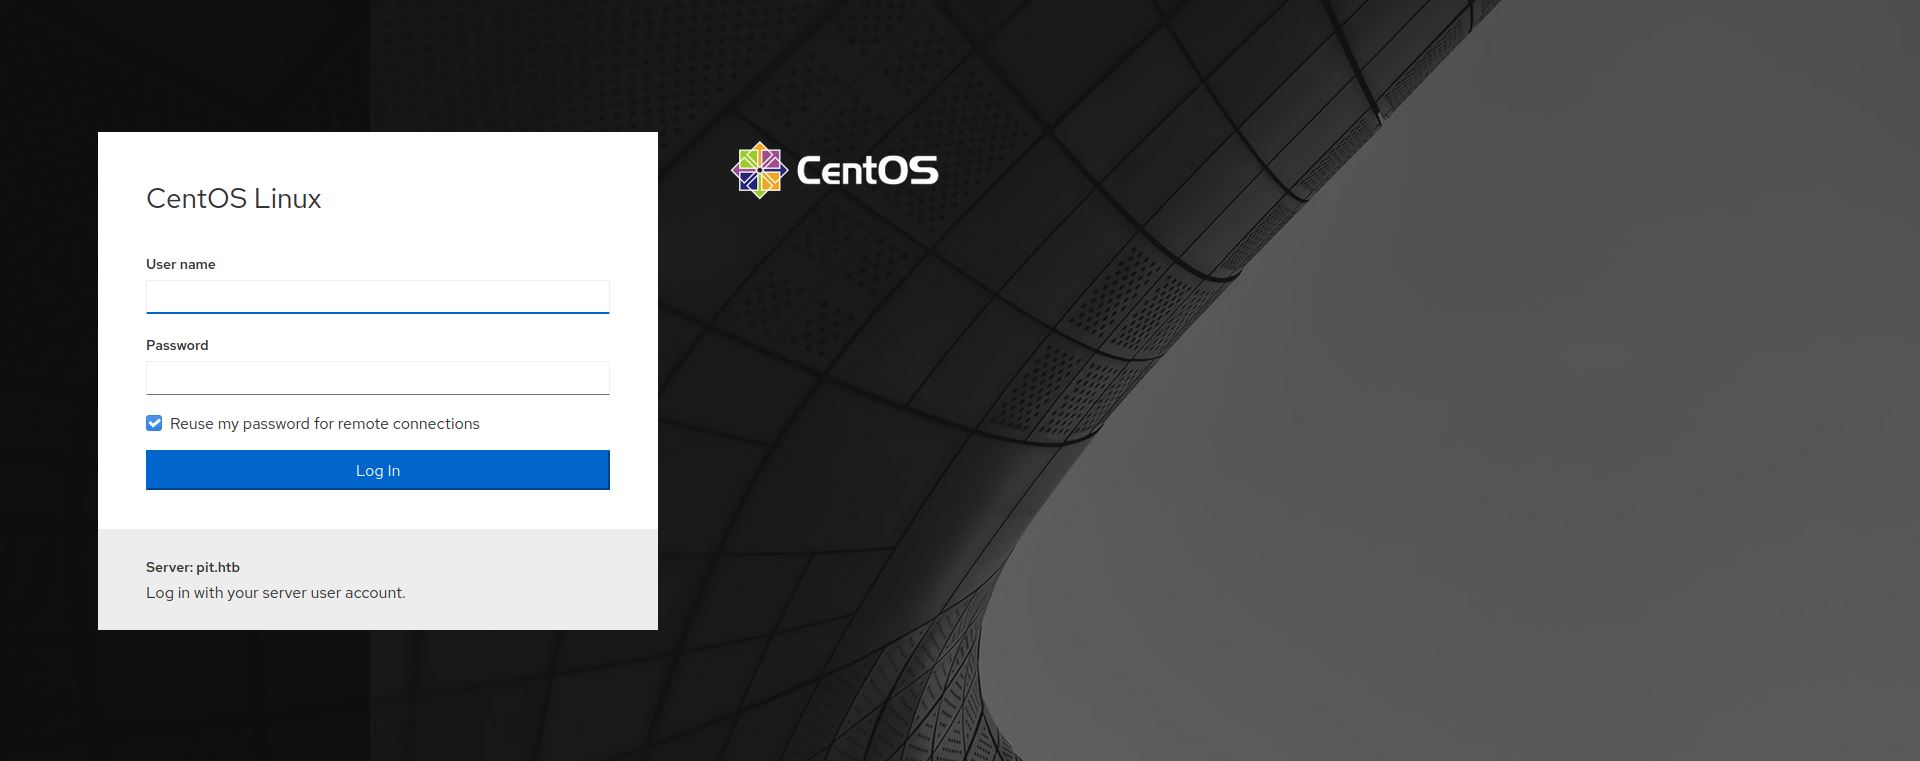 CentOS Linux
User name
Password
Reuse my password for remote connections
Log In
Server: pit.htb
Log in with your server user account.
CentOS